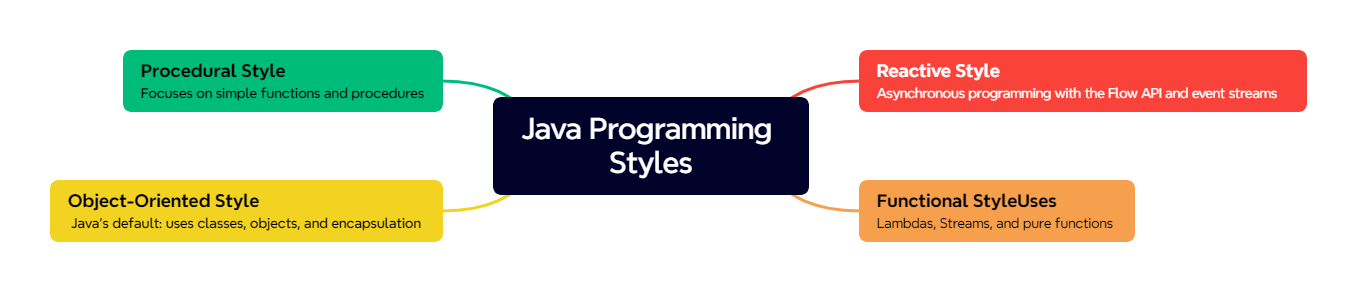 Procedural Style
Focuses on simple functions and procedures
Reactive Style
Asynchronous programming with the Flow API and event streams
Java Programming
Styles
Object-Oriented Style
Java's default: uses classes, objects, and encapsulation
Functional StyleUses
Lambdas, Streams, and pure functions